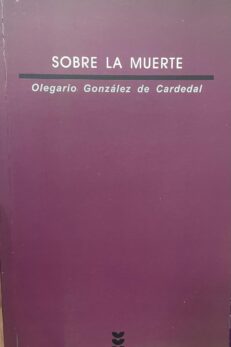 SOBRE LA MUERTE
Olegario González de Cardedal